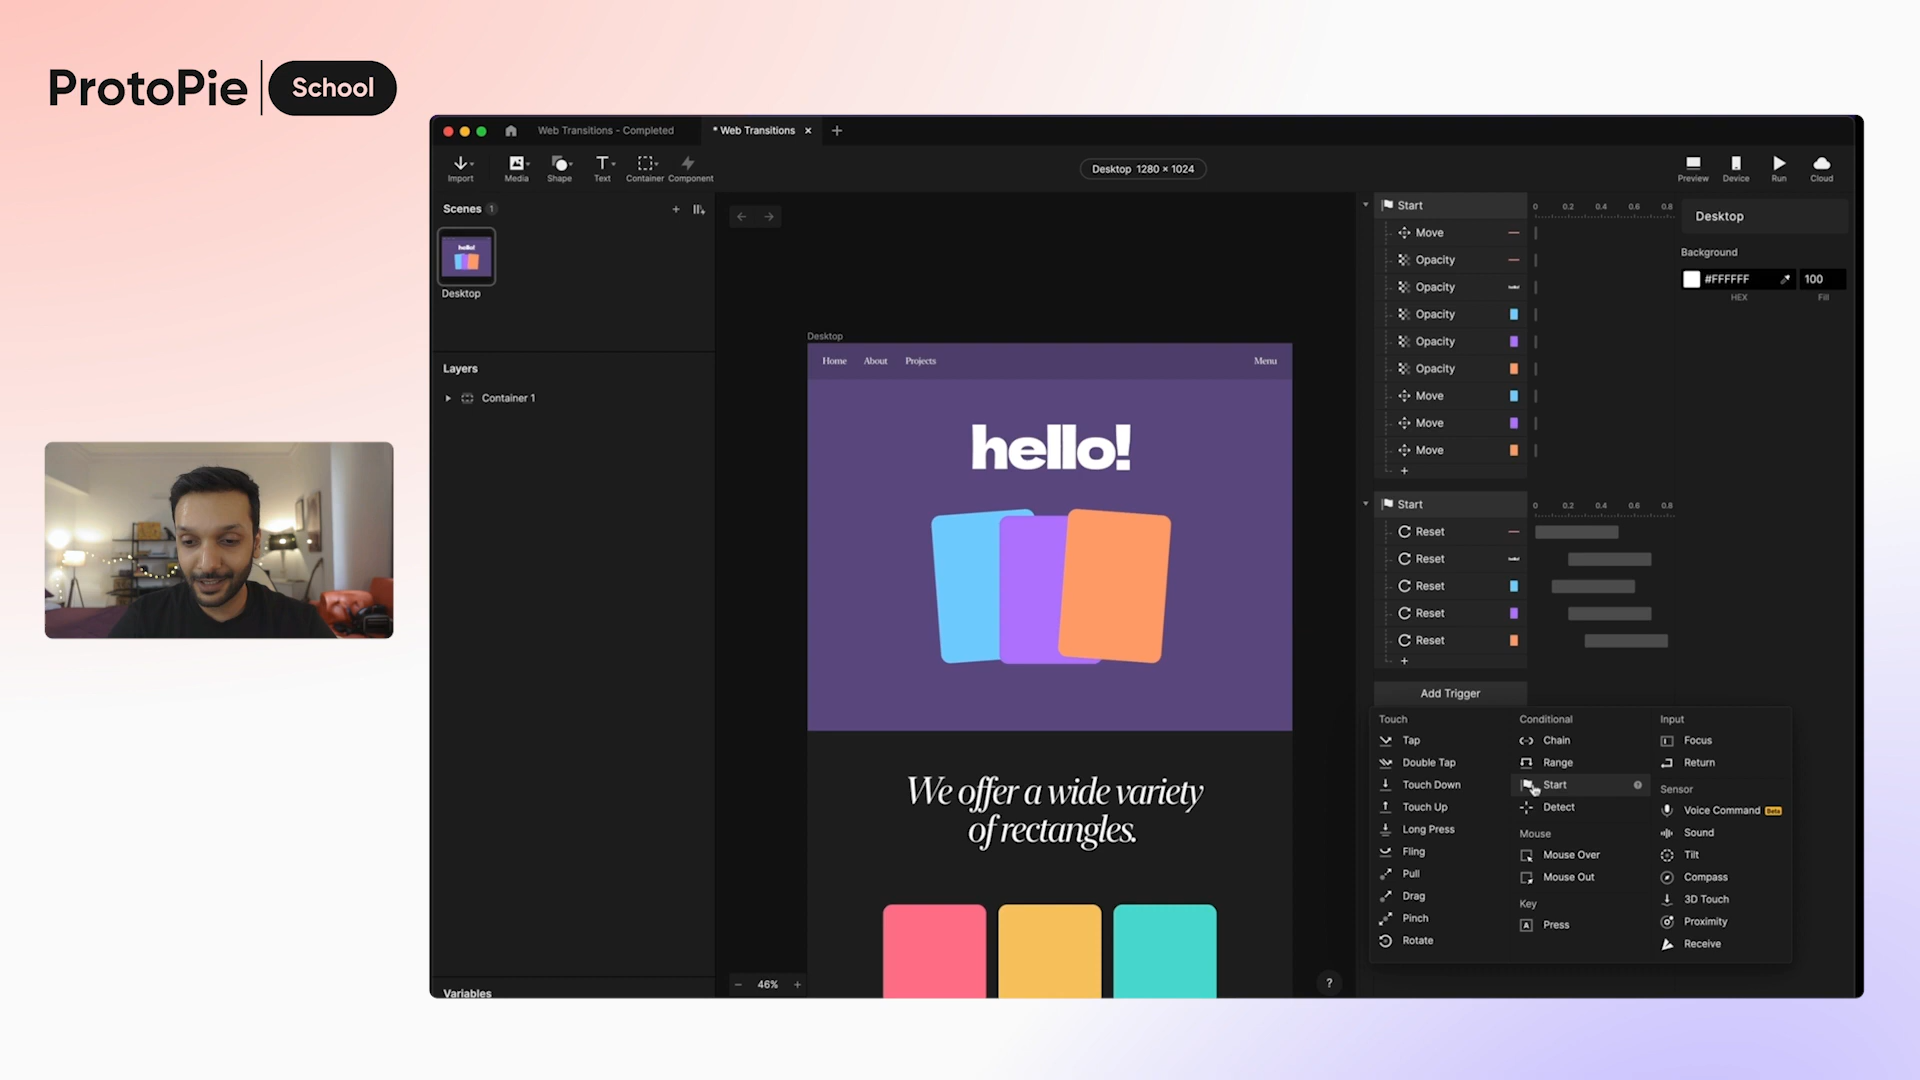 ProtoPie School
Web Transitions - Completed
* Web Transitions
Import
Media
Shape
Text
Container
Component
Desktop 1280 × 1024
Preview
Device
Run
Cloud
Scenes 1
hello!
Desktop
Layers
Container 1
Variables
Desktop
Home
About
Projects
Menu
hello!
We offer a wide variety
of rectangles.
46%
?
Start
0 0.2 0.4 0.6 0.8
Move
Opacity
Opacity
hello!
Opacity
Opacity
Opacity
Move
Move
Move
Start
0 0.2 0.4 0.6 0.8
Reset
Reset
hello!
Reset
Reset
Reset
Add Trigger
Touch
Tap
Double Tap
Touch Down
Touch Up
Long Press
Fling
Pull
Drag
Pinch
Rotate
Conditional
Chain
Range
Start
Detect
Mouse
Mouse Over
Mouse Out
Key
A Press
Input
Focus
Return
Sensor
Voice Command Beta
Sound
Tilt
Compass
3D Touch
Proximity
Receive
Desktop
Background
#FFFFFF
100
HEX
Fill